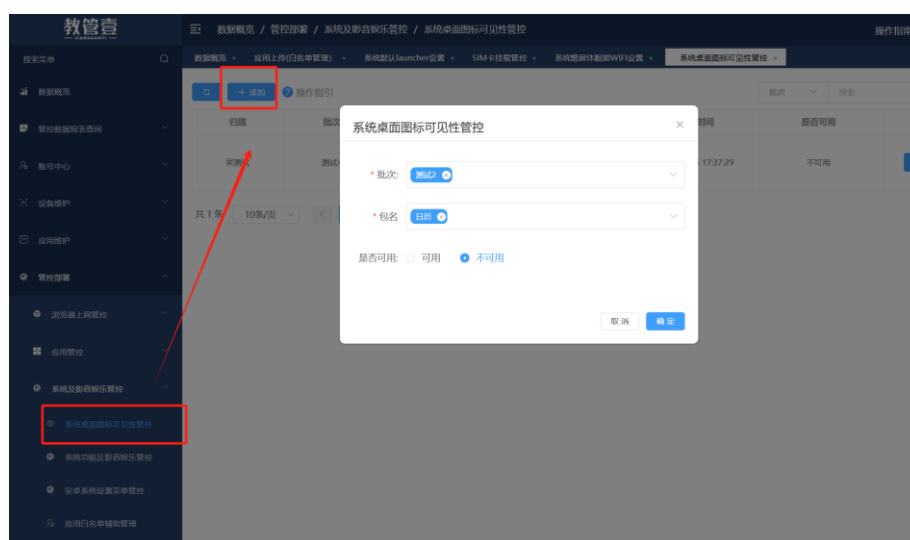 教管壹
JIAOGUANYI
数据概览 / 管控部署 / 系统及影音娱乐管控 / 系统桌面图标可见性管控
操作指南
搜索菜单
数据概览 ×
应用上传(白名单管理) ×
系统默认launcher设置 ×
SIM卡挂载管控 ×
系统桌面图标可见性管控 ×
数据概览
+ 添加
操作指引
批次
搜索
管控数据报表查询
归属
批次
时间
是否可用
系统桌面图标可见性管控 ×
账号中心
17:37:29
不可用
* 批次:
测试2
设备维护
共 1 条
10条/页
* 包名
日历
应用维护
是否可用:
可用
不可用
管控部署
浏览器上网管控
取消
确定
应用管控
系统及影音娱乐管控
系统桌面图标可见性管控
系统功能及影音娱乐管控
安卓系统设置菜单管控
应用白名单辅助管理